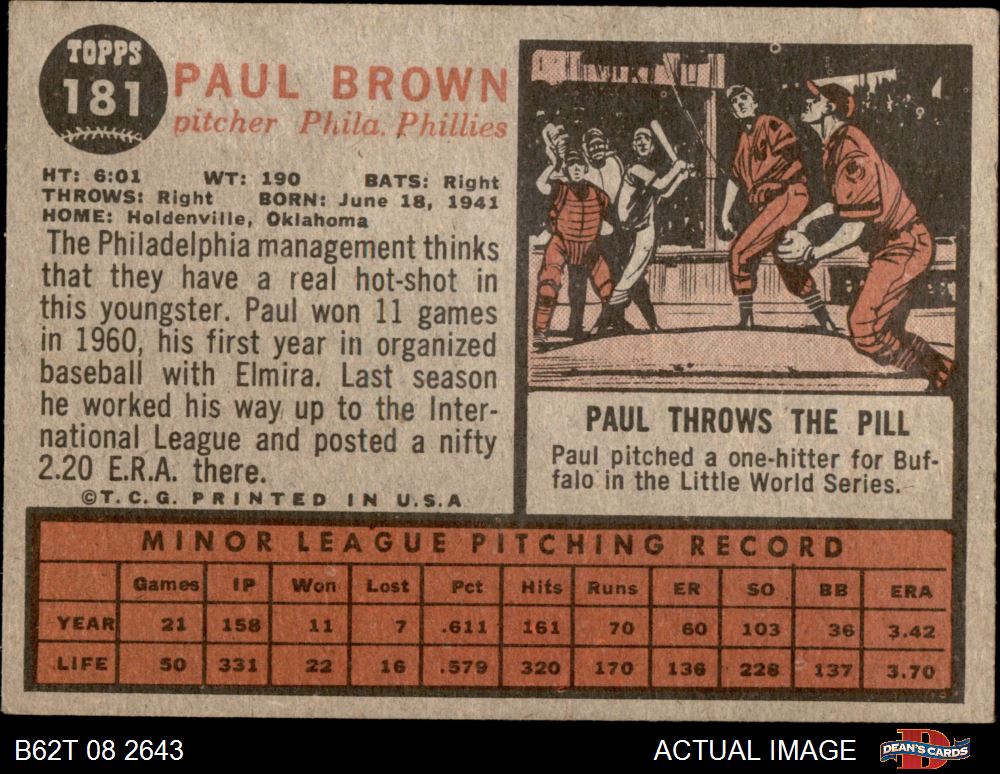 TOPPS
181
PAUL BROWN
pitcher Phila. Phillies
HT: 6:01 WT: 190 BATS: Right
THROWS: Right BORN: June 18, 1941
HOME: Holdenville, Oklahoma
The Philadelphia management thinks
that they have a real hot-shot in
this youngster. Paul won 11 games
in 1960, his first year in organized
baseball with Elmira. Last season
he worked his way up to the Inter-
national League and posted a nifty
2.20 E.R.A. there.
©T.C.G. PRINTED IN U.S.A
PAUL THROWS THE PILL
Paul pitched a one-hitter for Buf-
falo in the Little World Series.
MINOR LEAGUE PITCHING RECORD
Games IP Won Lost Pct Hits Runs ER SO BB ERA
YEAR 21 158 11 7 .611 161 70 60 103 36 3.42
LIFE 50 331 22 16 .579 320 170 136 228 137 3.70
B62T 08 2643 ACTUAL IMAGE DEAN'S CARDS